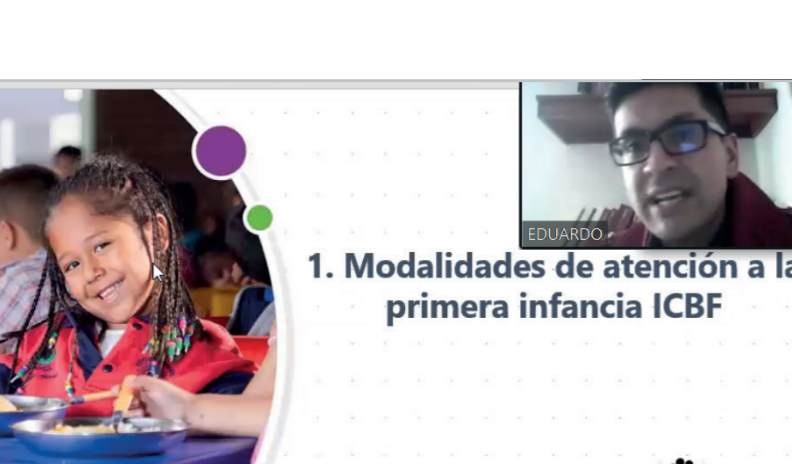 EDUARDO
1. Modalidades de atención a la
primera infancia ICBF